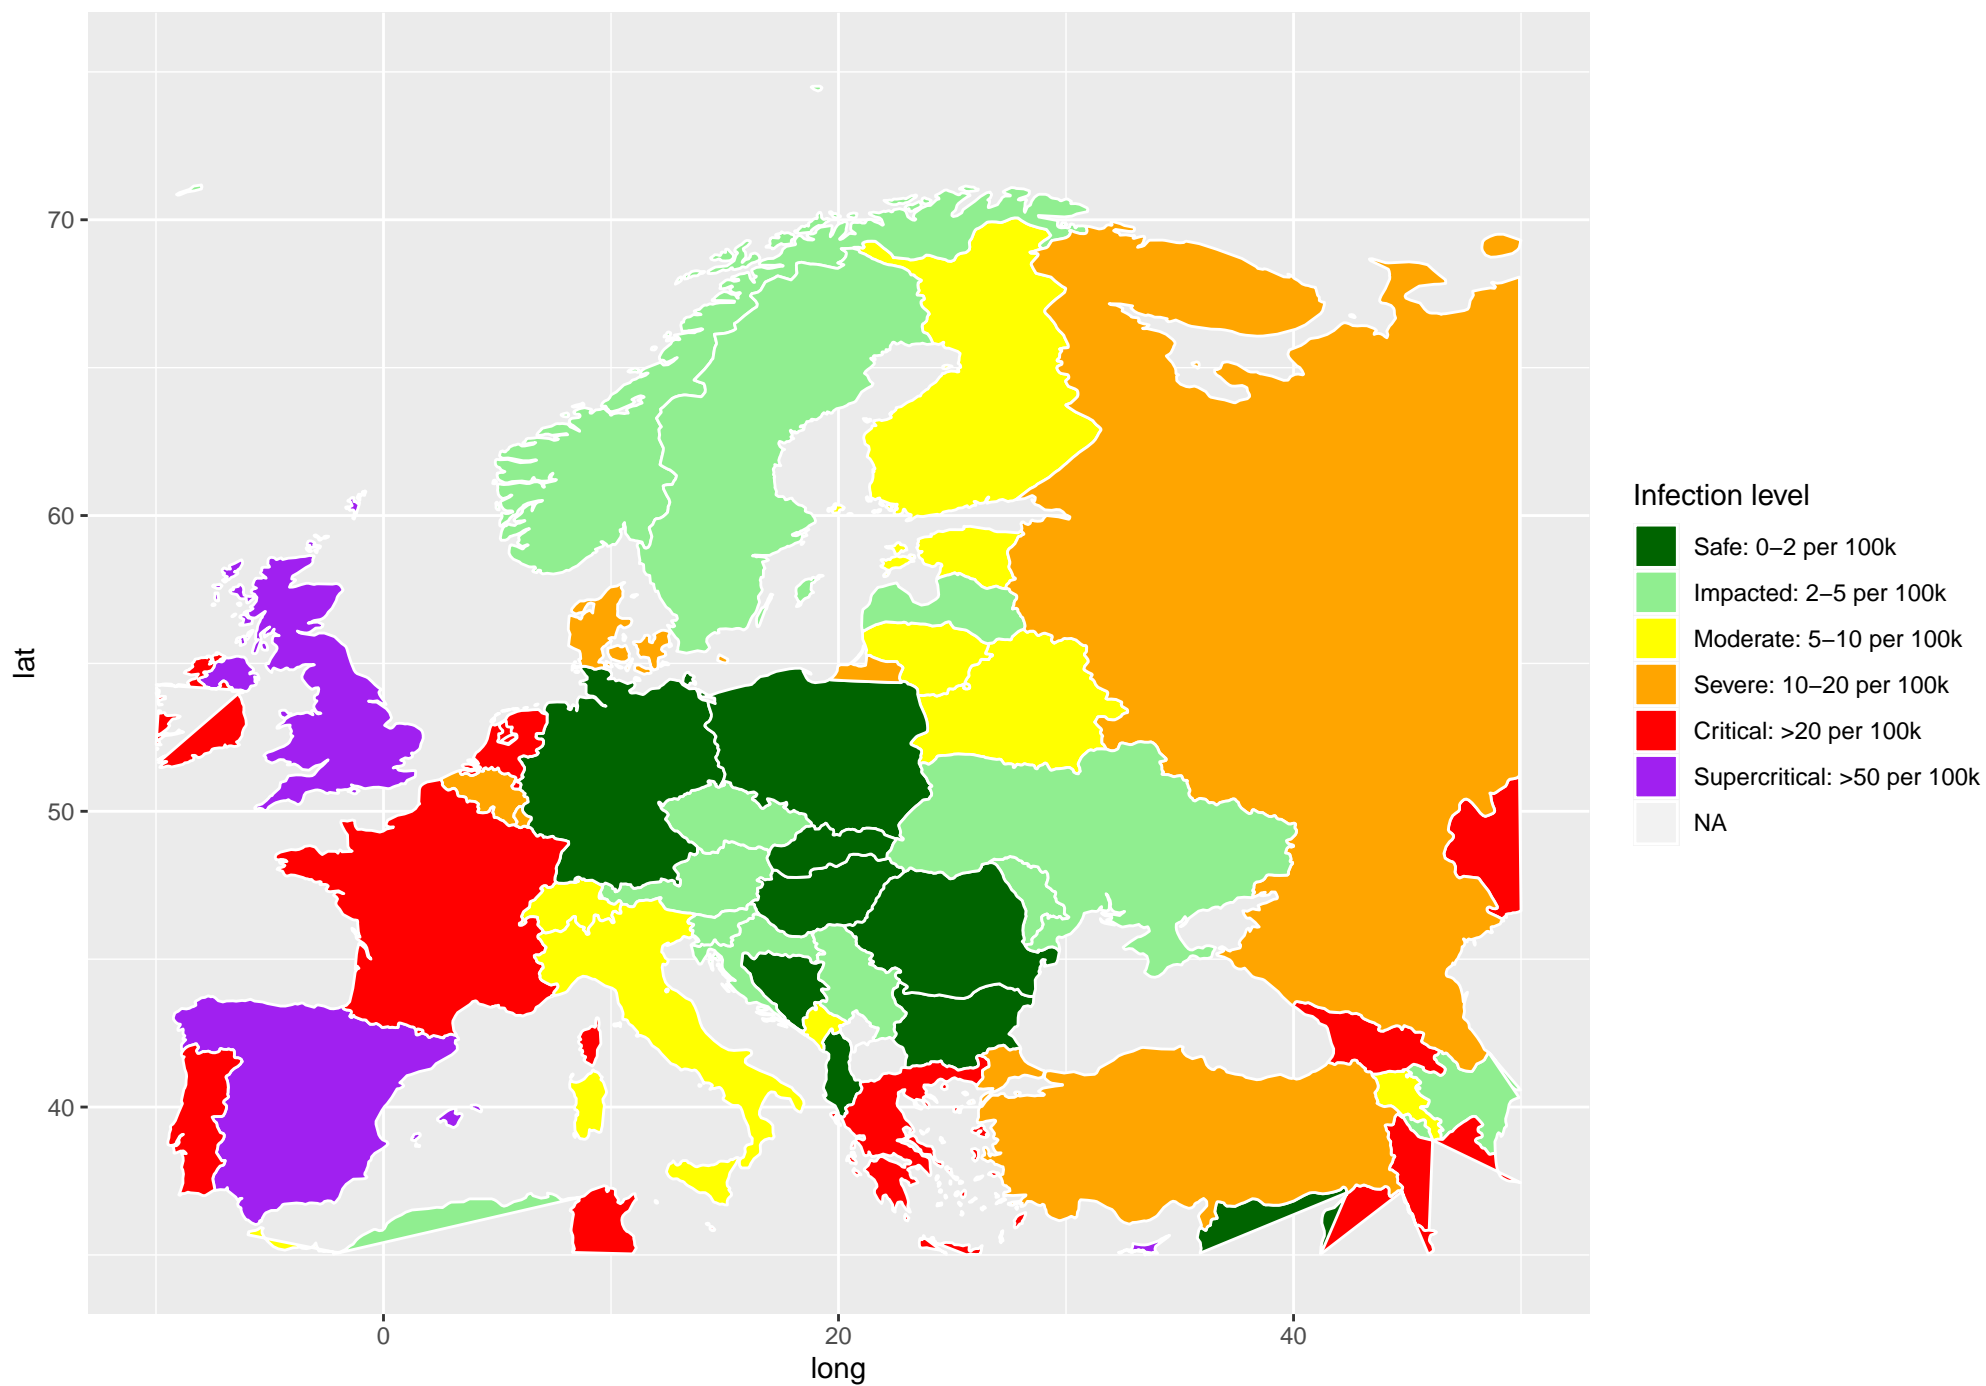 70
60
50
40
lat
0
20
40
long
Infection level
Safe: 0–2 per 100k
Impacted: 2–5 per 100k
Moderate: 5–10 per 100k
Severe: 10–20 per 100k
Critical: >20 per 100k
Supercritical: >50 per 100k
NA